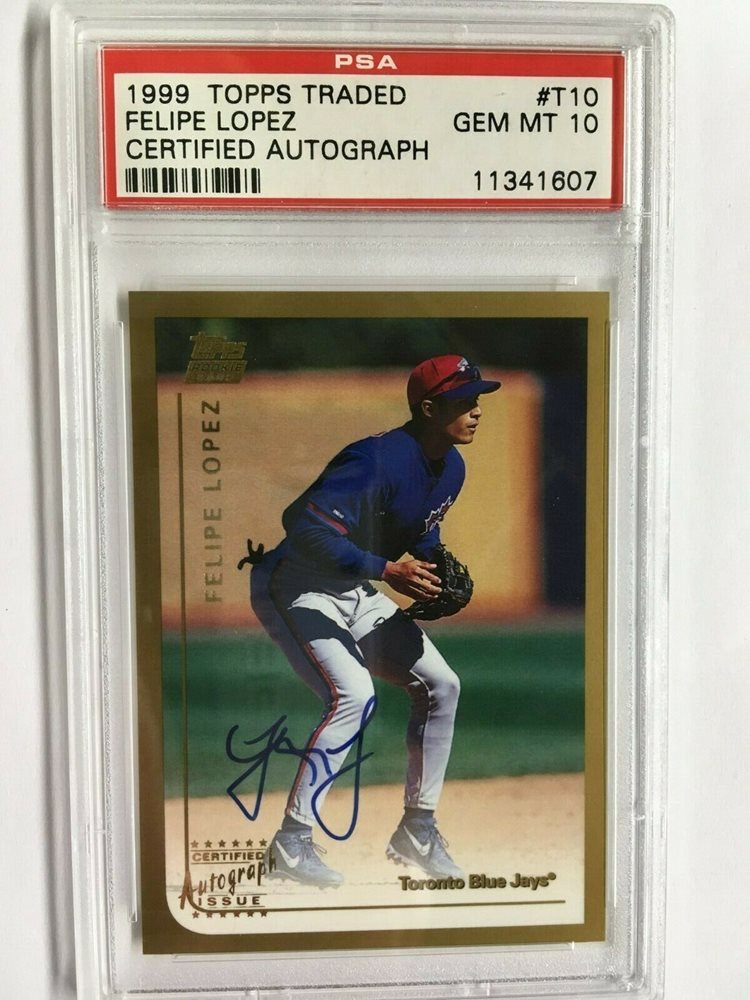 PSA
1999 TOPPS TRADED #T10
FELIPE LOPEZ GEM MT 10
CERTIFIED AUTOGRAPH
11341607
TOPPS
ROOKIE
FELIPE LOPEZ
CERTIFIED
Autograph
ISSUE
Toronto Blue Jays®